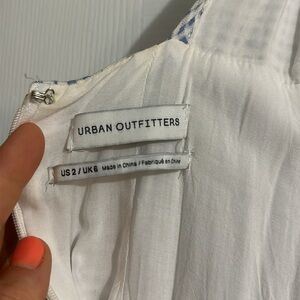 URBAN OUTFITTERS
US 2 / UK 6 Made in China / Fabriqué en Chine